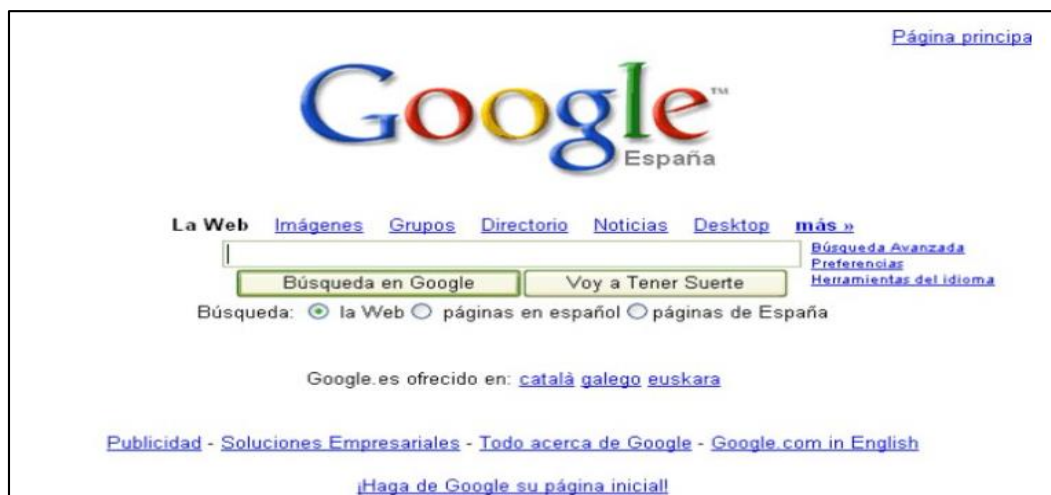 Página principa
Google™
España
La Web Imágenes Grupos Directorio Noticias Desktop más »
Búsqueda Avanzada
Preferencias
Herramientas del idioma
Búsqueda en Google Voy a Tener Suerte
Búsqueda: la Web páginas en español páginas de España
Google.es ofrecido en: català galego euskara
Publicidad - Soluciones Empresariales - Todo acerca de Google - Google.com in English
¡Haga de Google su página inicial!